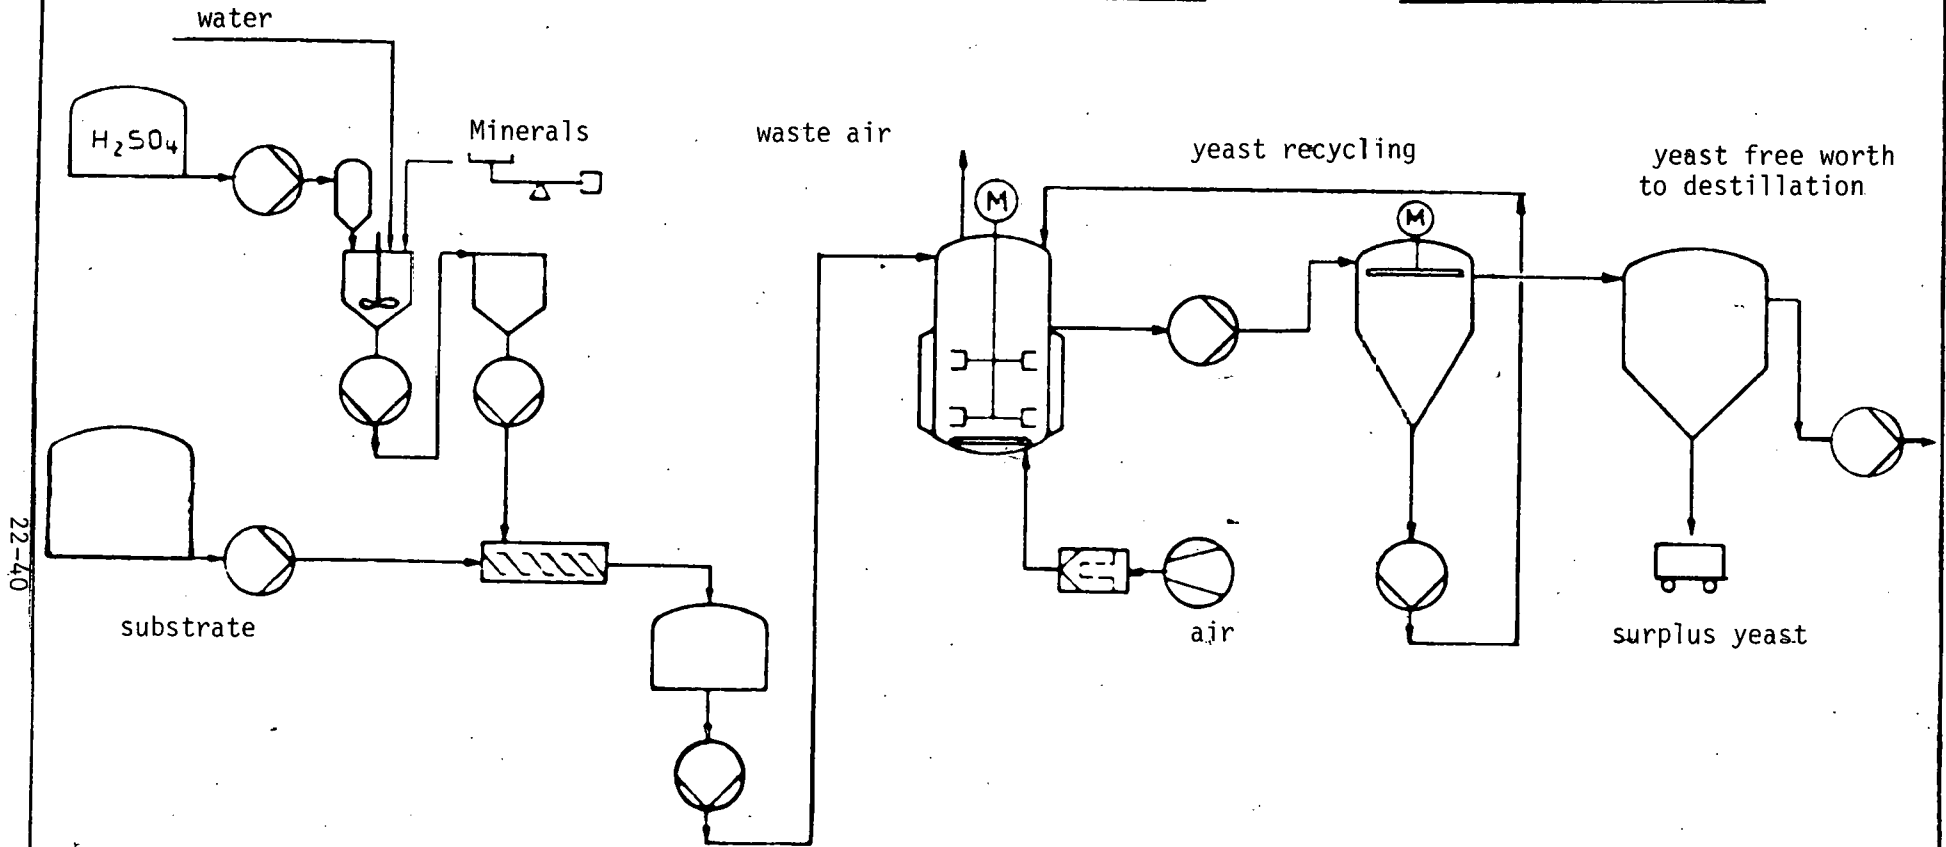 water
H₂SO₄
Minerals
waste air
M
yeast recycling
M
yeast free worth
to destillation
22-40
substrate
air
surplus yeast